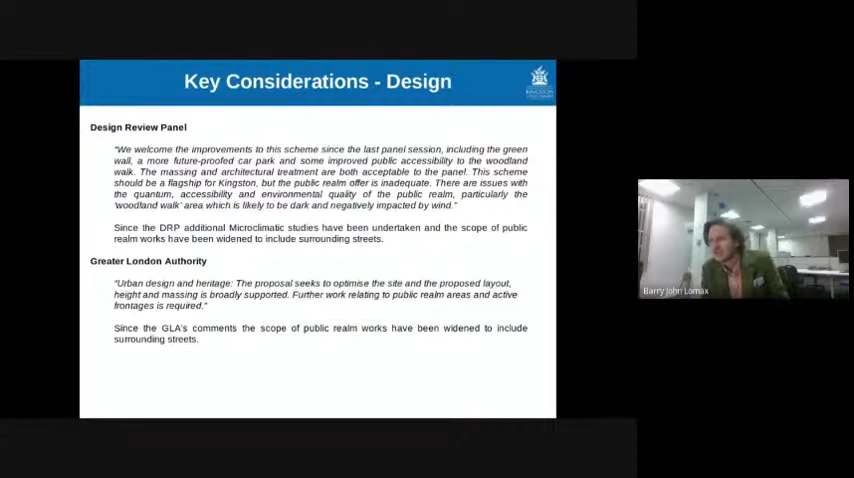 Key Considerations - Design
KINGSTON
Design Review Panel
"We welcome the improvements to this scheme since the last panel session, including the green
wall, a more future-proofed car park and some improved public accessibility to the woodland
walk. The massing and architectural treatment are both acceptable to the panel. This scheme
should be a flagship for Kingston, but the public realm offer is inadequate. There are issues with
the quantum, accessibility and environmental quality of the public realm, particularly the
'woodland walk' area which is likely to be dark and negatively impacted by wind."
Since the DRP additional Microclimatic studies have been undertaken and the scope of public
realm works have been widened to include surrounding streets.
Greater London Authority
"Urban design and heritage: The proposal seeks to optimise the site and the proposed layout,
height and massing is broadly supported. Further work relating to public realm areas and active
frontages is required."
Since the GLA's comments the scope of public realm works have been widened to include
surrounding streets.
Barry John Lomax